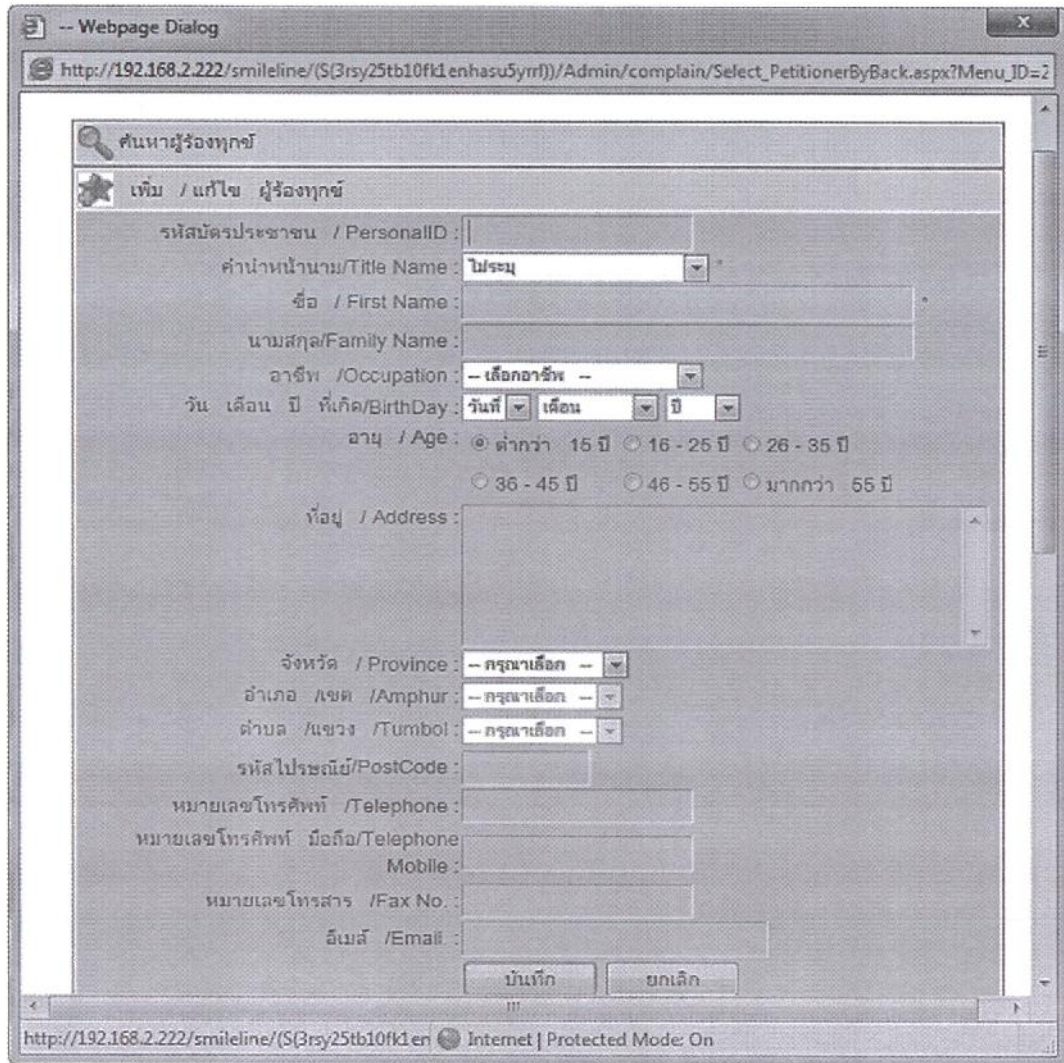 -- Webpage Dialog
x
http://192.168.2.222/smileline/(S(3rsy25tb10fk1enhasu5yrrl))/Admin/complain/Select_PetitionerByBack.aspx?Menu_ID=2
ค้นหาผู้ร้องทุกข์
เพิ่ม / แก้ไข ผู้ร้องทุกข์
รหัสบัตรประชาชน / PersonalID :
คำนำหน้านาม/Title Name : ไม่ระบุ *
ชื่อ / First Name : *
นามสกุล/Family Name :
อาชีพ /Occupation : -- เลือกอาชีพ --
วัน เดือน ปี ที่เกิด/BirthDay : วันที่ เดือน ปี
อายุ / Age : ต่ำกว่า 15 ปี 16 - 25 ปี 26 - 35 ปี
36 - 45 ปี 46 - 55 ปี มากกว่า 55 ปี
ที่อยู่ / Address :
จังหวัด / Province : -- กรุณาเลือก --
อำเภอ /เขต /Amphur : -- กรุณาเลือก --
ตำบล /แขวง /Tumbol : -- กรุณาเลือก --
รหัสไปรษณีย์/PostCode :
หมายเลขโทรศัพท์ /Telephone :
หมายเลขโทรศัพท์ มือถือ/Telephone
Mobile :
หมายเลขโทรสาร /Fax No. :
อีเมล์ /Email. :
บันทึก ยกเลิก
http://192.168.2.222/smileline/(S(3rsy25tb10fk1en Internet | Protected Mode: On